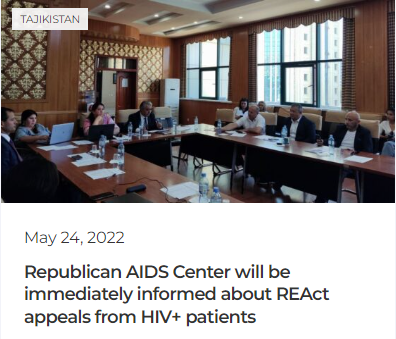 TAJIKISTAN
May 24, 2022
Republican AIDS Center will be
immediately informed about REAct
appeals from HIV+ patients